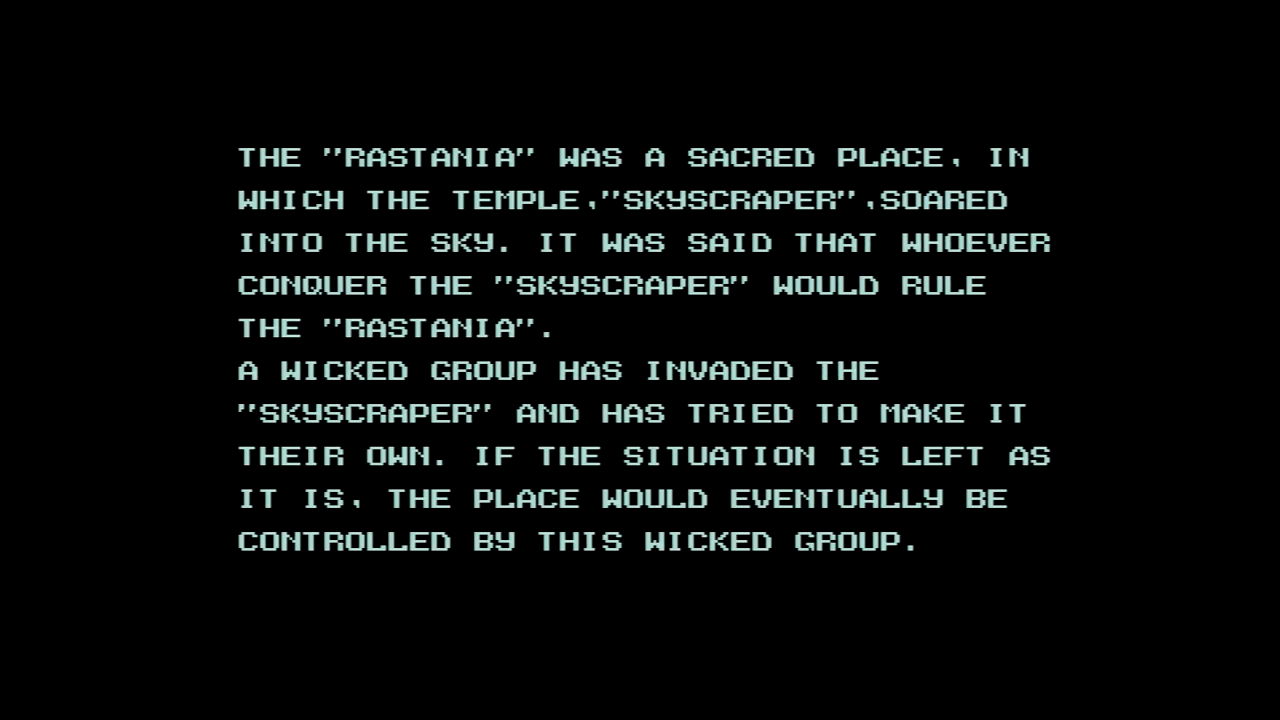 THE "RASTANIA" WAS A SACRED PLACE, IN
WHICH THE TEMPLE,"SKYSCRAPER",SOARED
INTO THE SKY. IT WAS SAID THAT WHOEVER
CONQUER THE "SKYSCRAPER" WOULD RULE
THE "RASTANIA".
A WICKED GROUP HAS INVADED THE
"SKYSCRAPER" AND HAS TRIED TO MAKE IT
THEIR OWN. IF THE SITUATION IS LEFT AS
IT IS, THE PLACE WOULD EVENTUALLY BE
CONTROLLED BY THIS WICKED GROUP.